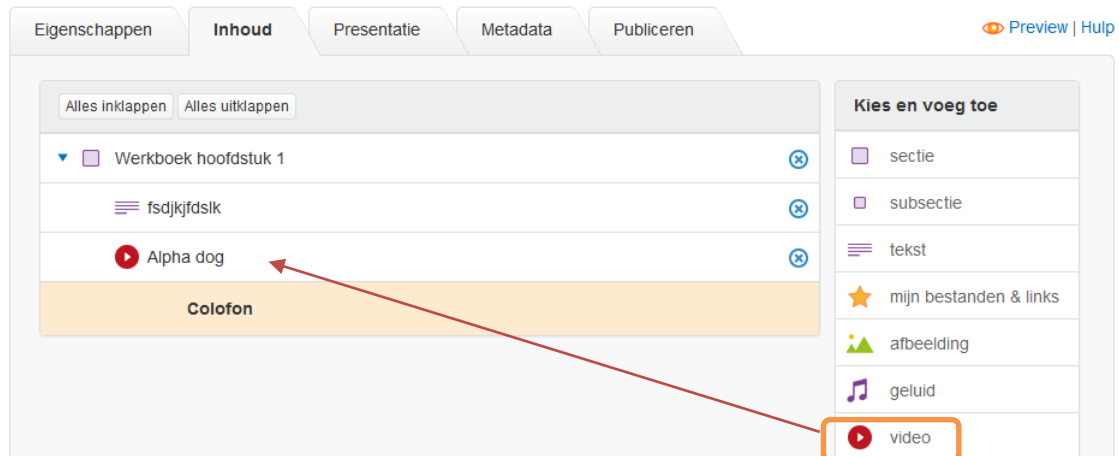 Eigenschappen Inhoud Presentatie Metadata Publiceren Preview | Hulp
Alles inklappen Alles uitklappen
Werkboek hoofdstuk 1
fsdjkjfdslk
Alpha dog
Colofon
Kies en voeg toe
sectie
subsectie
tekst
mijn bestanden & links
afbeelding
geluid
video